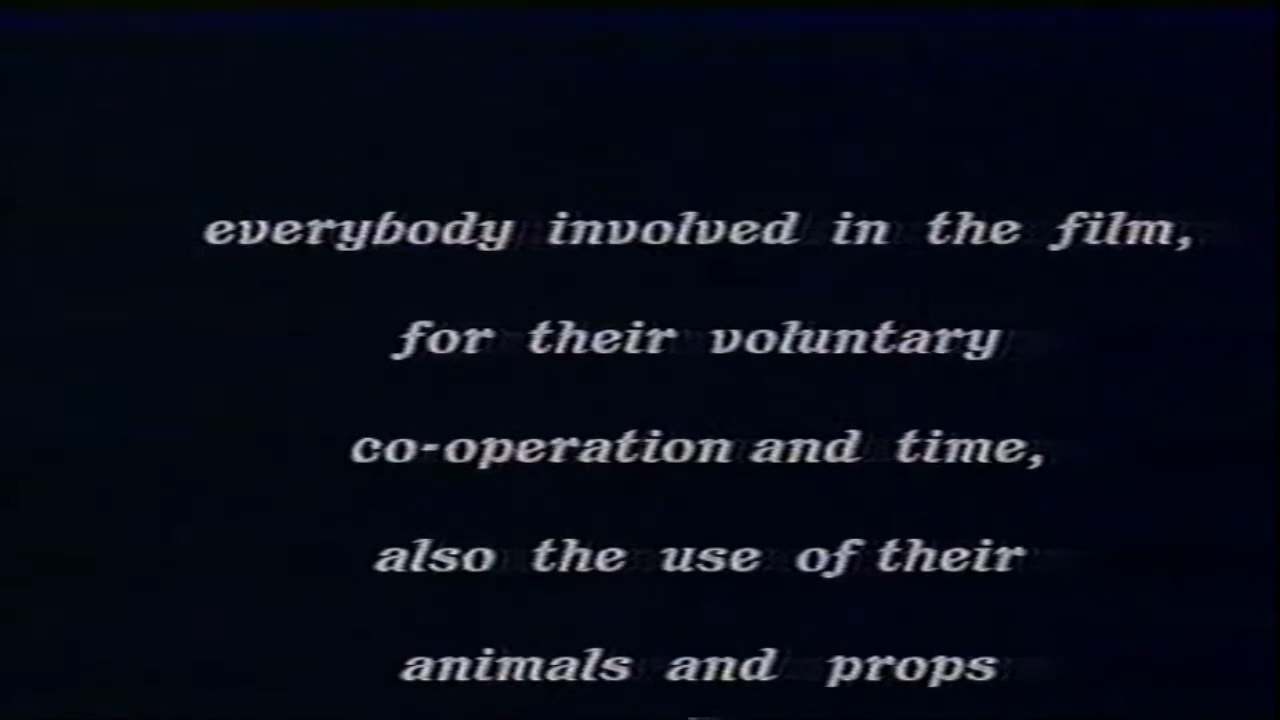 everybody involved in the film,
for their voluntary
co-operation and time,
also the use of their
animals and props